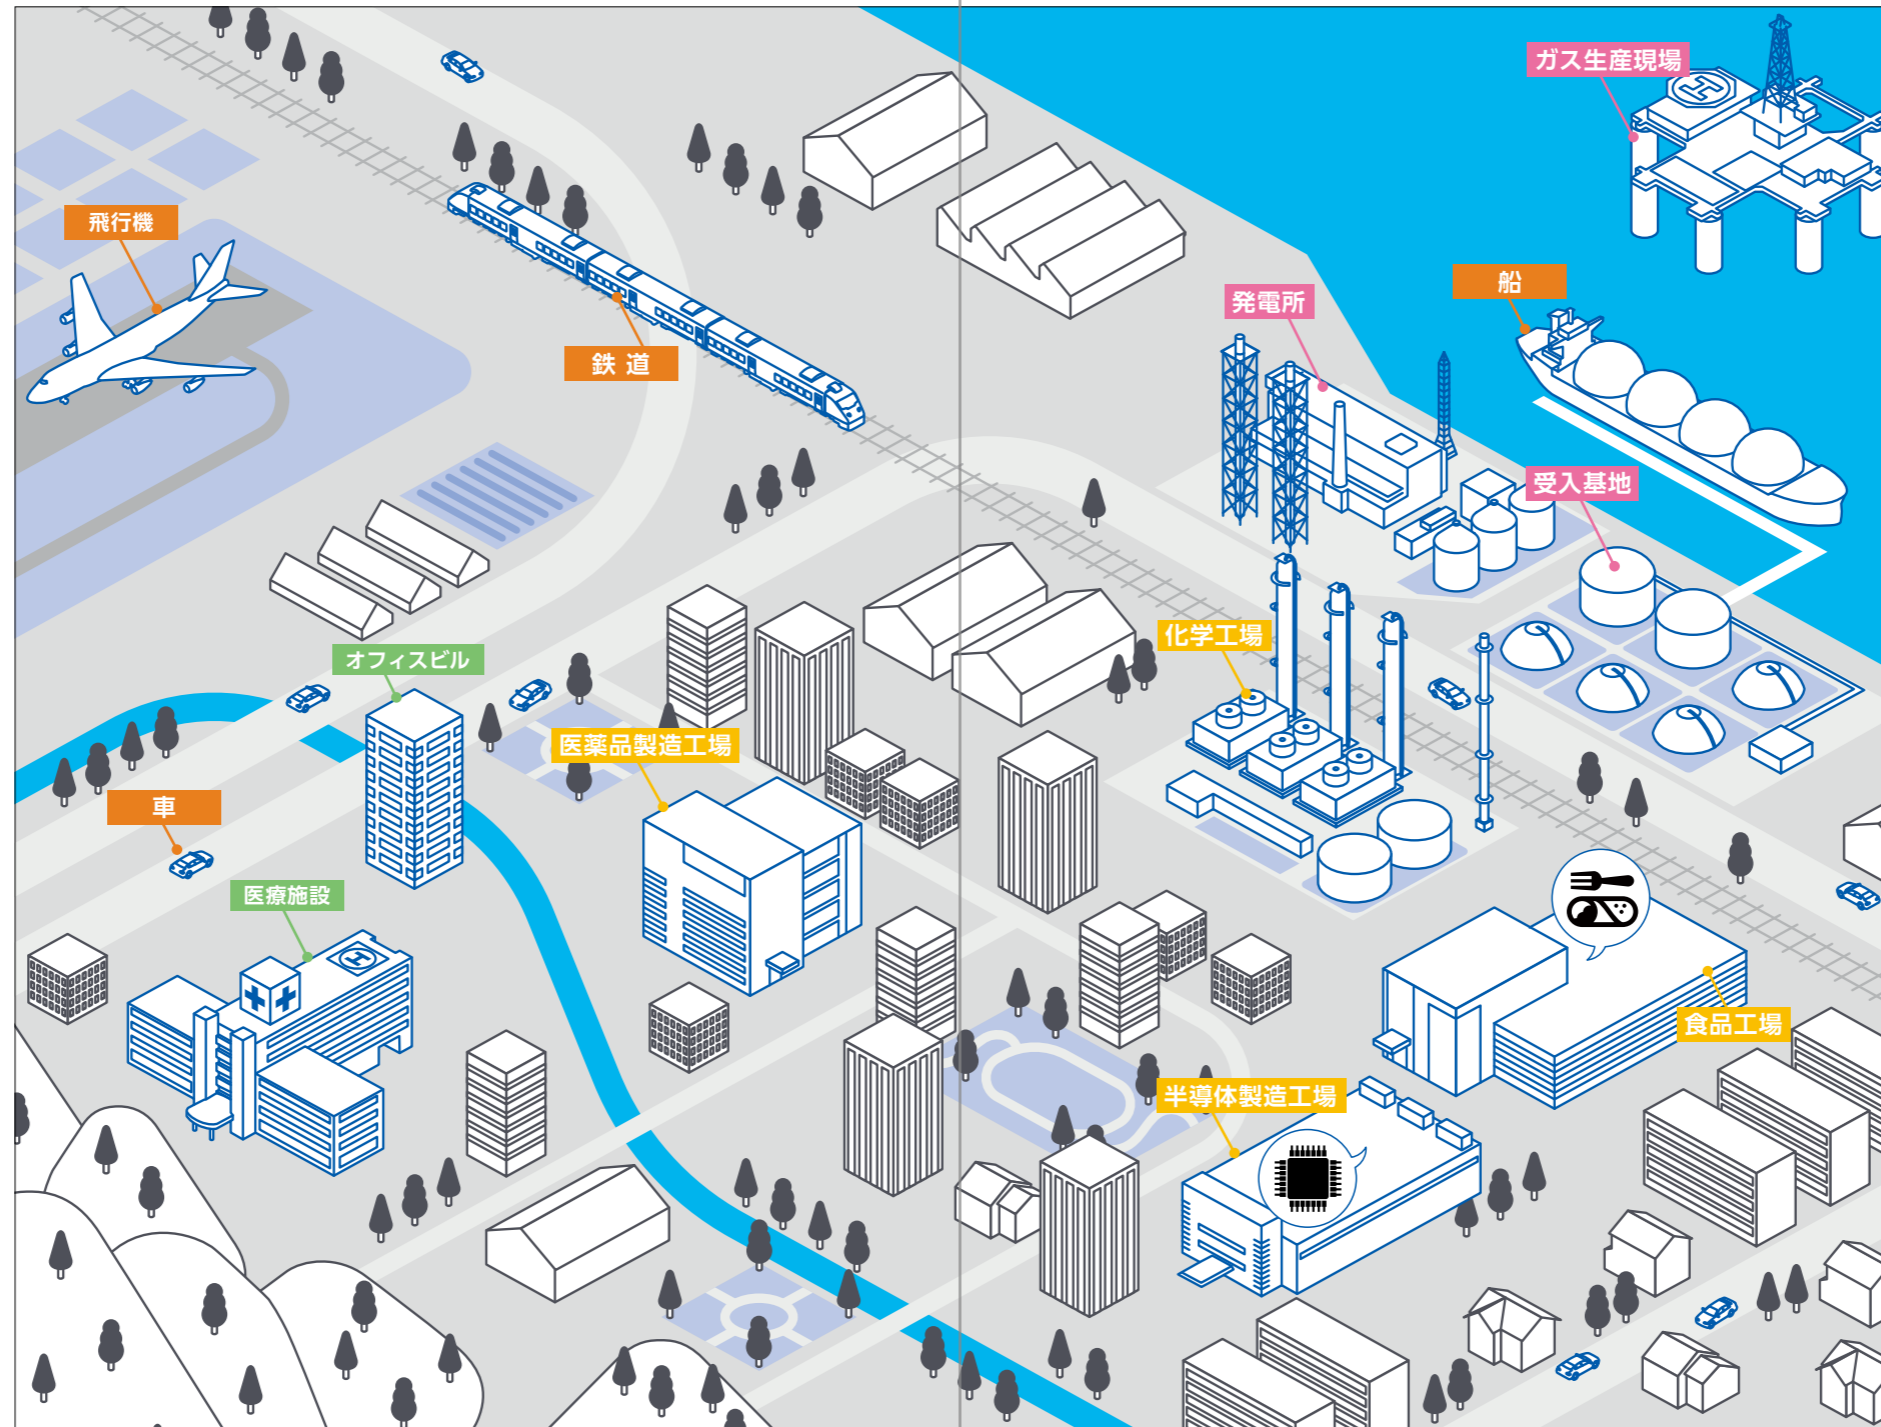 ガス生産現場
飛行機
船
発電所
鉄道
受入基地
化学工場
オフィスビル
医薬品製造工場
車
医療施設
食品工場
半導体製造工場
H
H